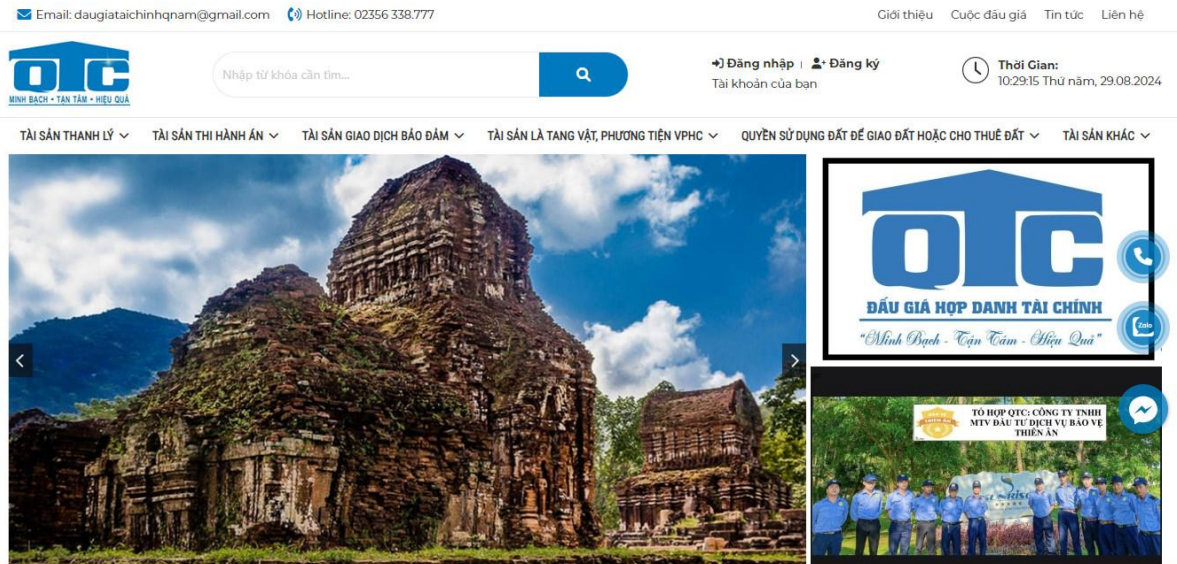 Email: daugiataichinhqnam@gmail.com
Hotline: 02356 338.777
Giới thiệu
Cuộc đấu giá
Tin tức
Liên hệ
QTC
MINH BẠCH • TẬN TÂM • HIỆU QUẢ
Nhập từ khóa cần tìm...
Đăng nhập
Đăng ký
Tài khoản của bạn
Thời Gian:
10:29:15 Thứ năm, 29.08.2024
TÀI SẢN THANH LÝ
TÀI SẢN THI HÀNH ÁN
TÀI SẢN GIAO DỊCH BẢO ĐẢM
TÀI SẢN LÀ TANG VẬT, PHƯƠNG TIỆN VPHC
QUYỀN SỬ DỤNG ĐẤT ĐỂ GIAO ĐẤT HOẶC CHO THUÊ ĐẤT
TÀI SẢN KHÁC
QTC
ĐẤU GIÁ HỢP DANH TÀI CHÍNH
"Minh Bạch - Tận Tâm - Hiệu Quả"
Zalo
TỔ HỢP QTC: CÔNG TY TNHH
MTV ĐẦU TƯ DỊCH VỤ BẢO VỆ
THIÊN ÂN
THIÊN ÂN